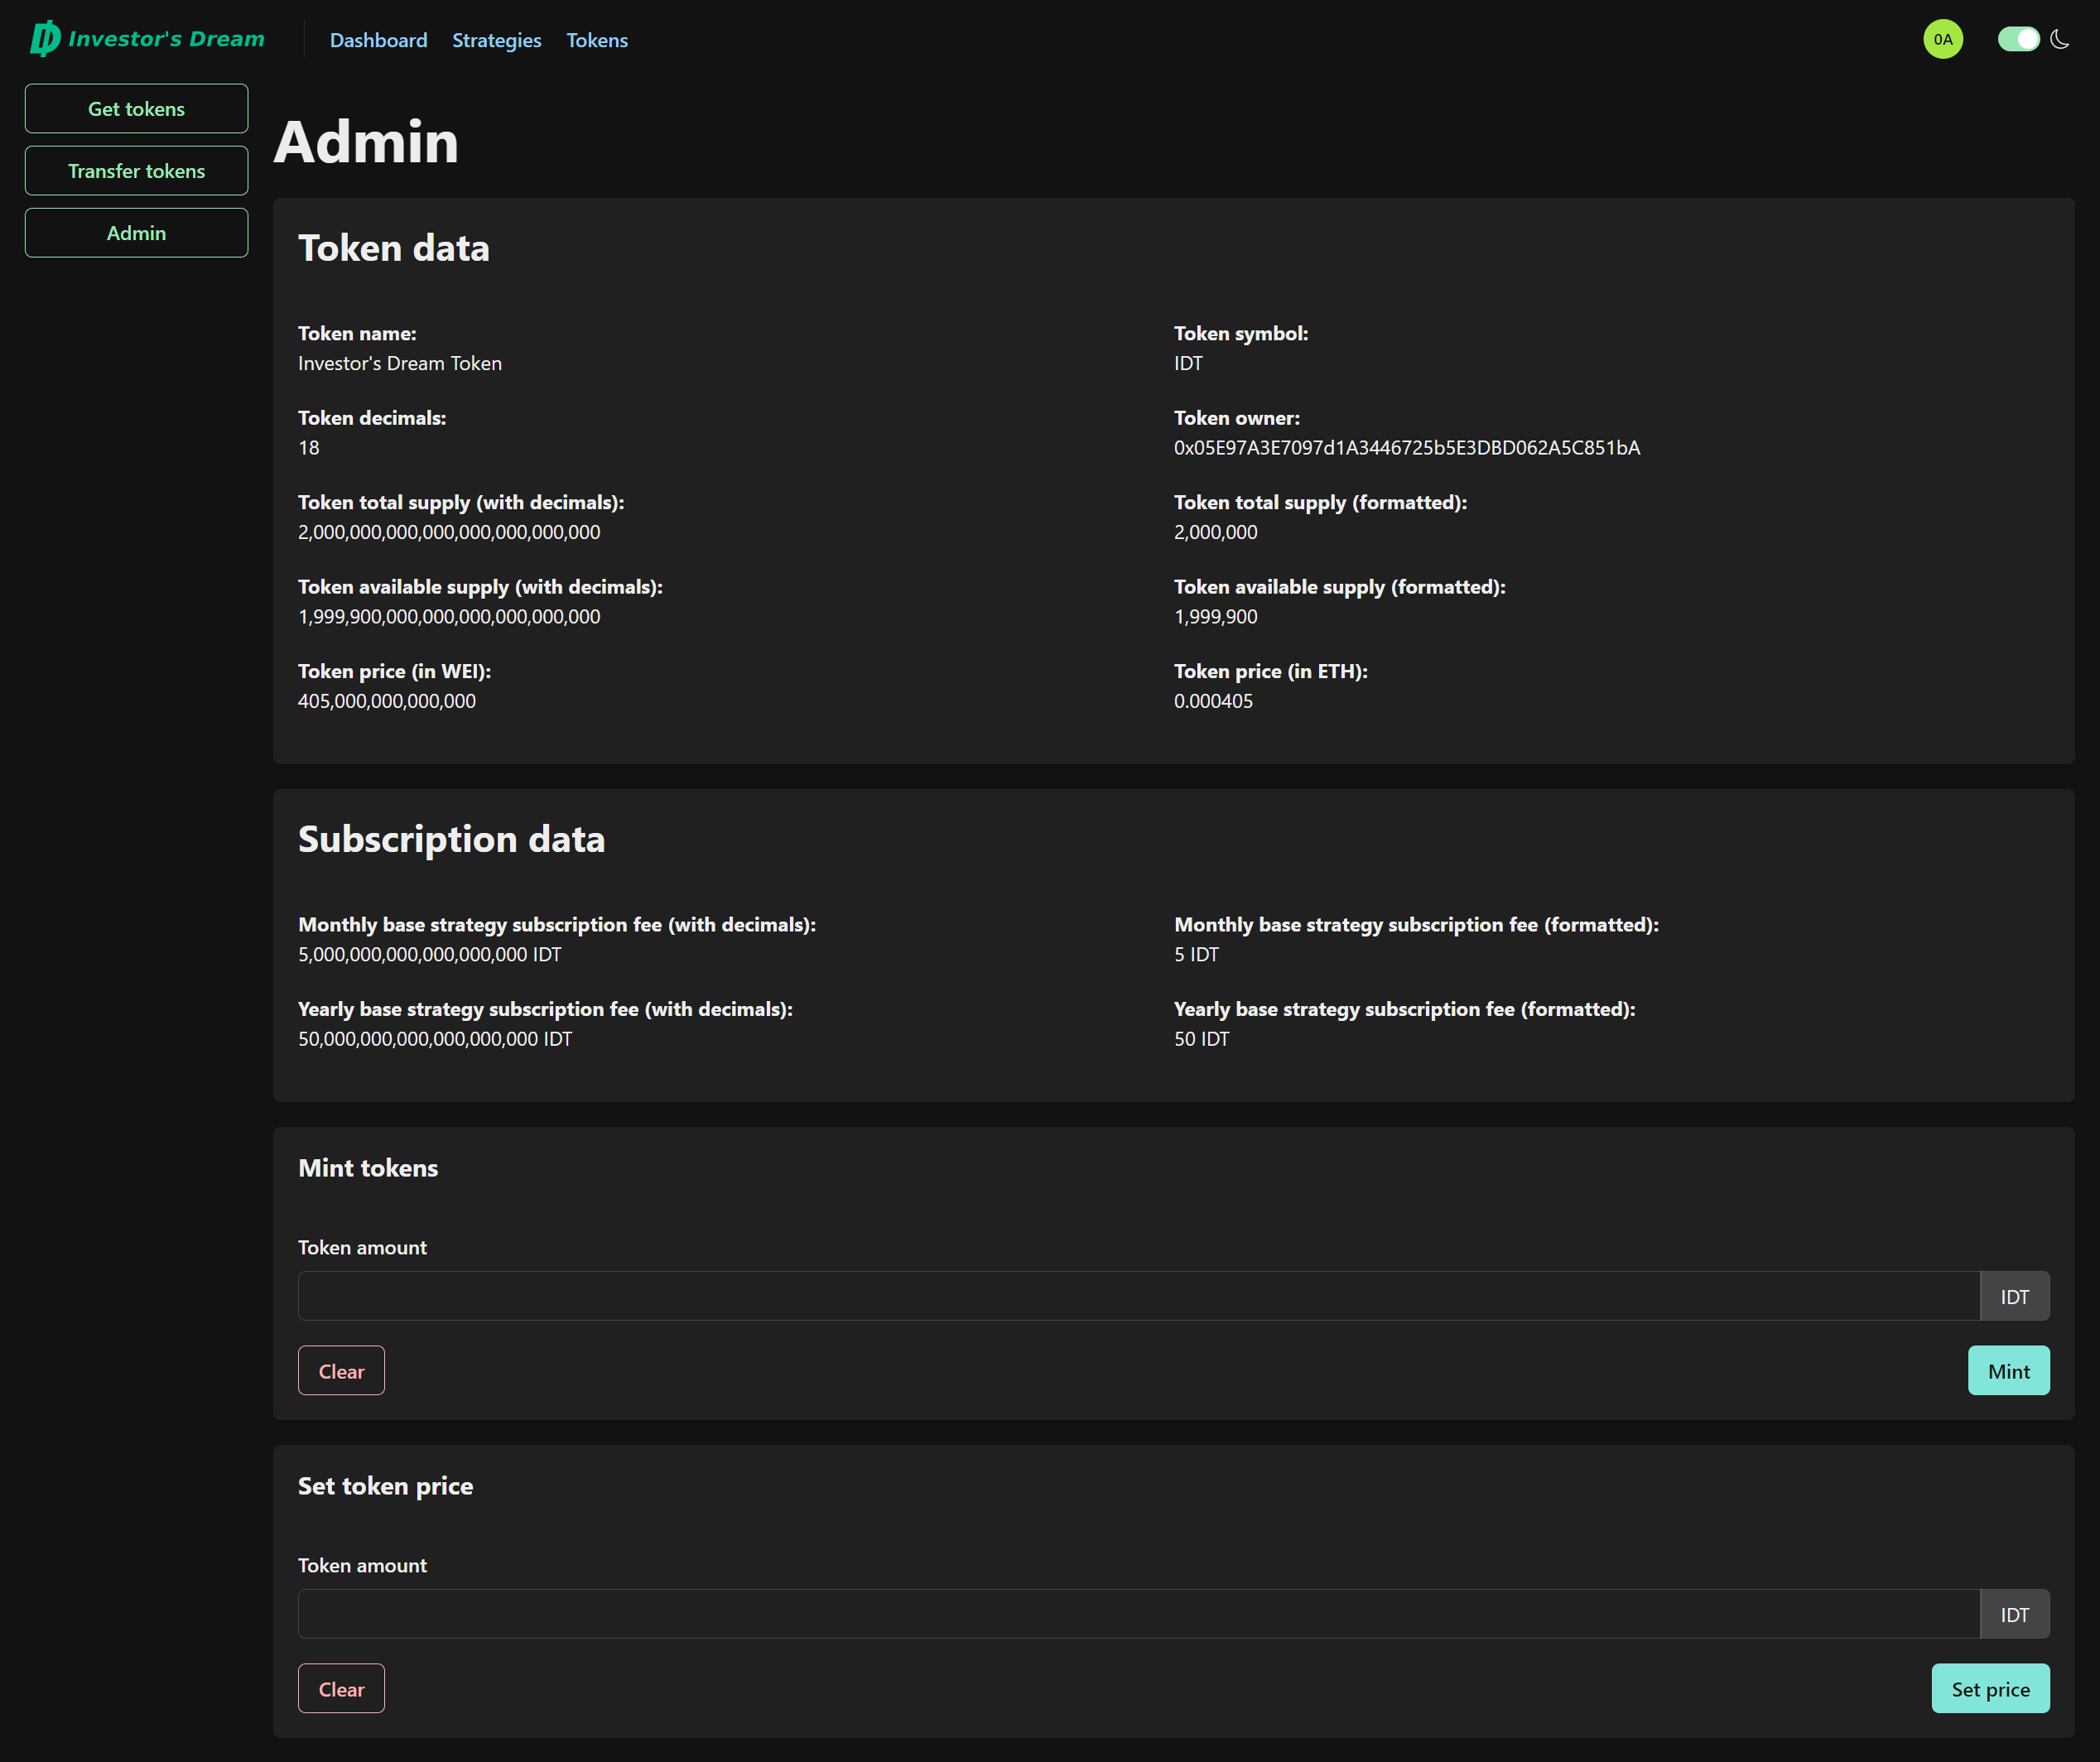 Investor's Dream
Dashboard Strategies Tokens
0A
Get tokens
Transfer tokens
Admin
Admin
Token data
Token name:
Investor's Dream Token
Token symbol:
IDT
Token decimals:
18
Token owner:
0x05E97A3E7097d1A3446725b5E3DBD062A5C851bA
Token total supply (with decimals):
2,000,000,000,000,000,000,000,000
Token total supply (formatted):
2,000,000
Token available supply (with decimals):
1,999,900,000,000,000,000,000,000
Token available supply (formatted):
1,999,900
Token price (in WEI):
405,000,000,000,000
Token price (in ETH):
0.000405
Subscription data
Monthly base strategy subscription fee (with decimals):
5,000,000,000,000,000,000 IDT
Monthly base strategy subscription fee (formatted):
5 IDT
Yearly base strategy subscription fee (with decimals):
50,000,000,000,000,000,000 IDT
Yearly base strategy subscription fee (formatted):
50 IDT
Mint tokens
Token amount
IDT
Clear
Mint
Set token price
Token amount
IDT
Clear
Set price